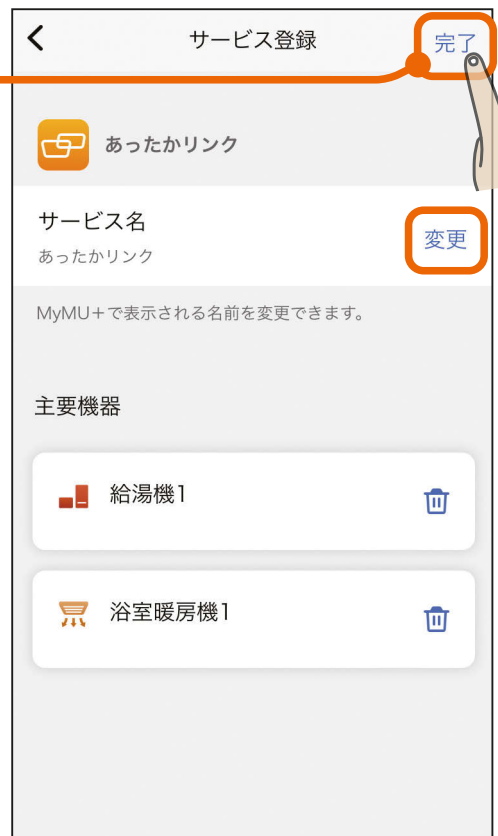 サービス登録
完了
あったかリンク
サービス名
あったかリンク
変更
MyMU＋で表示される名前を変更できます。
主要機器
給湯機1
浴室暖房機1